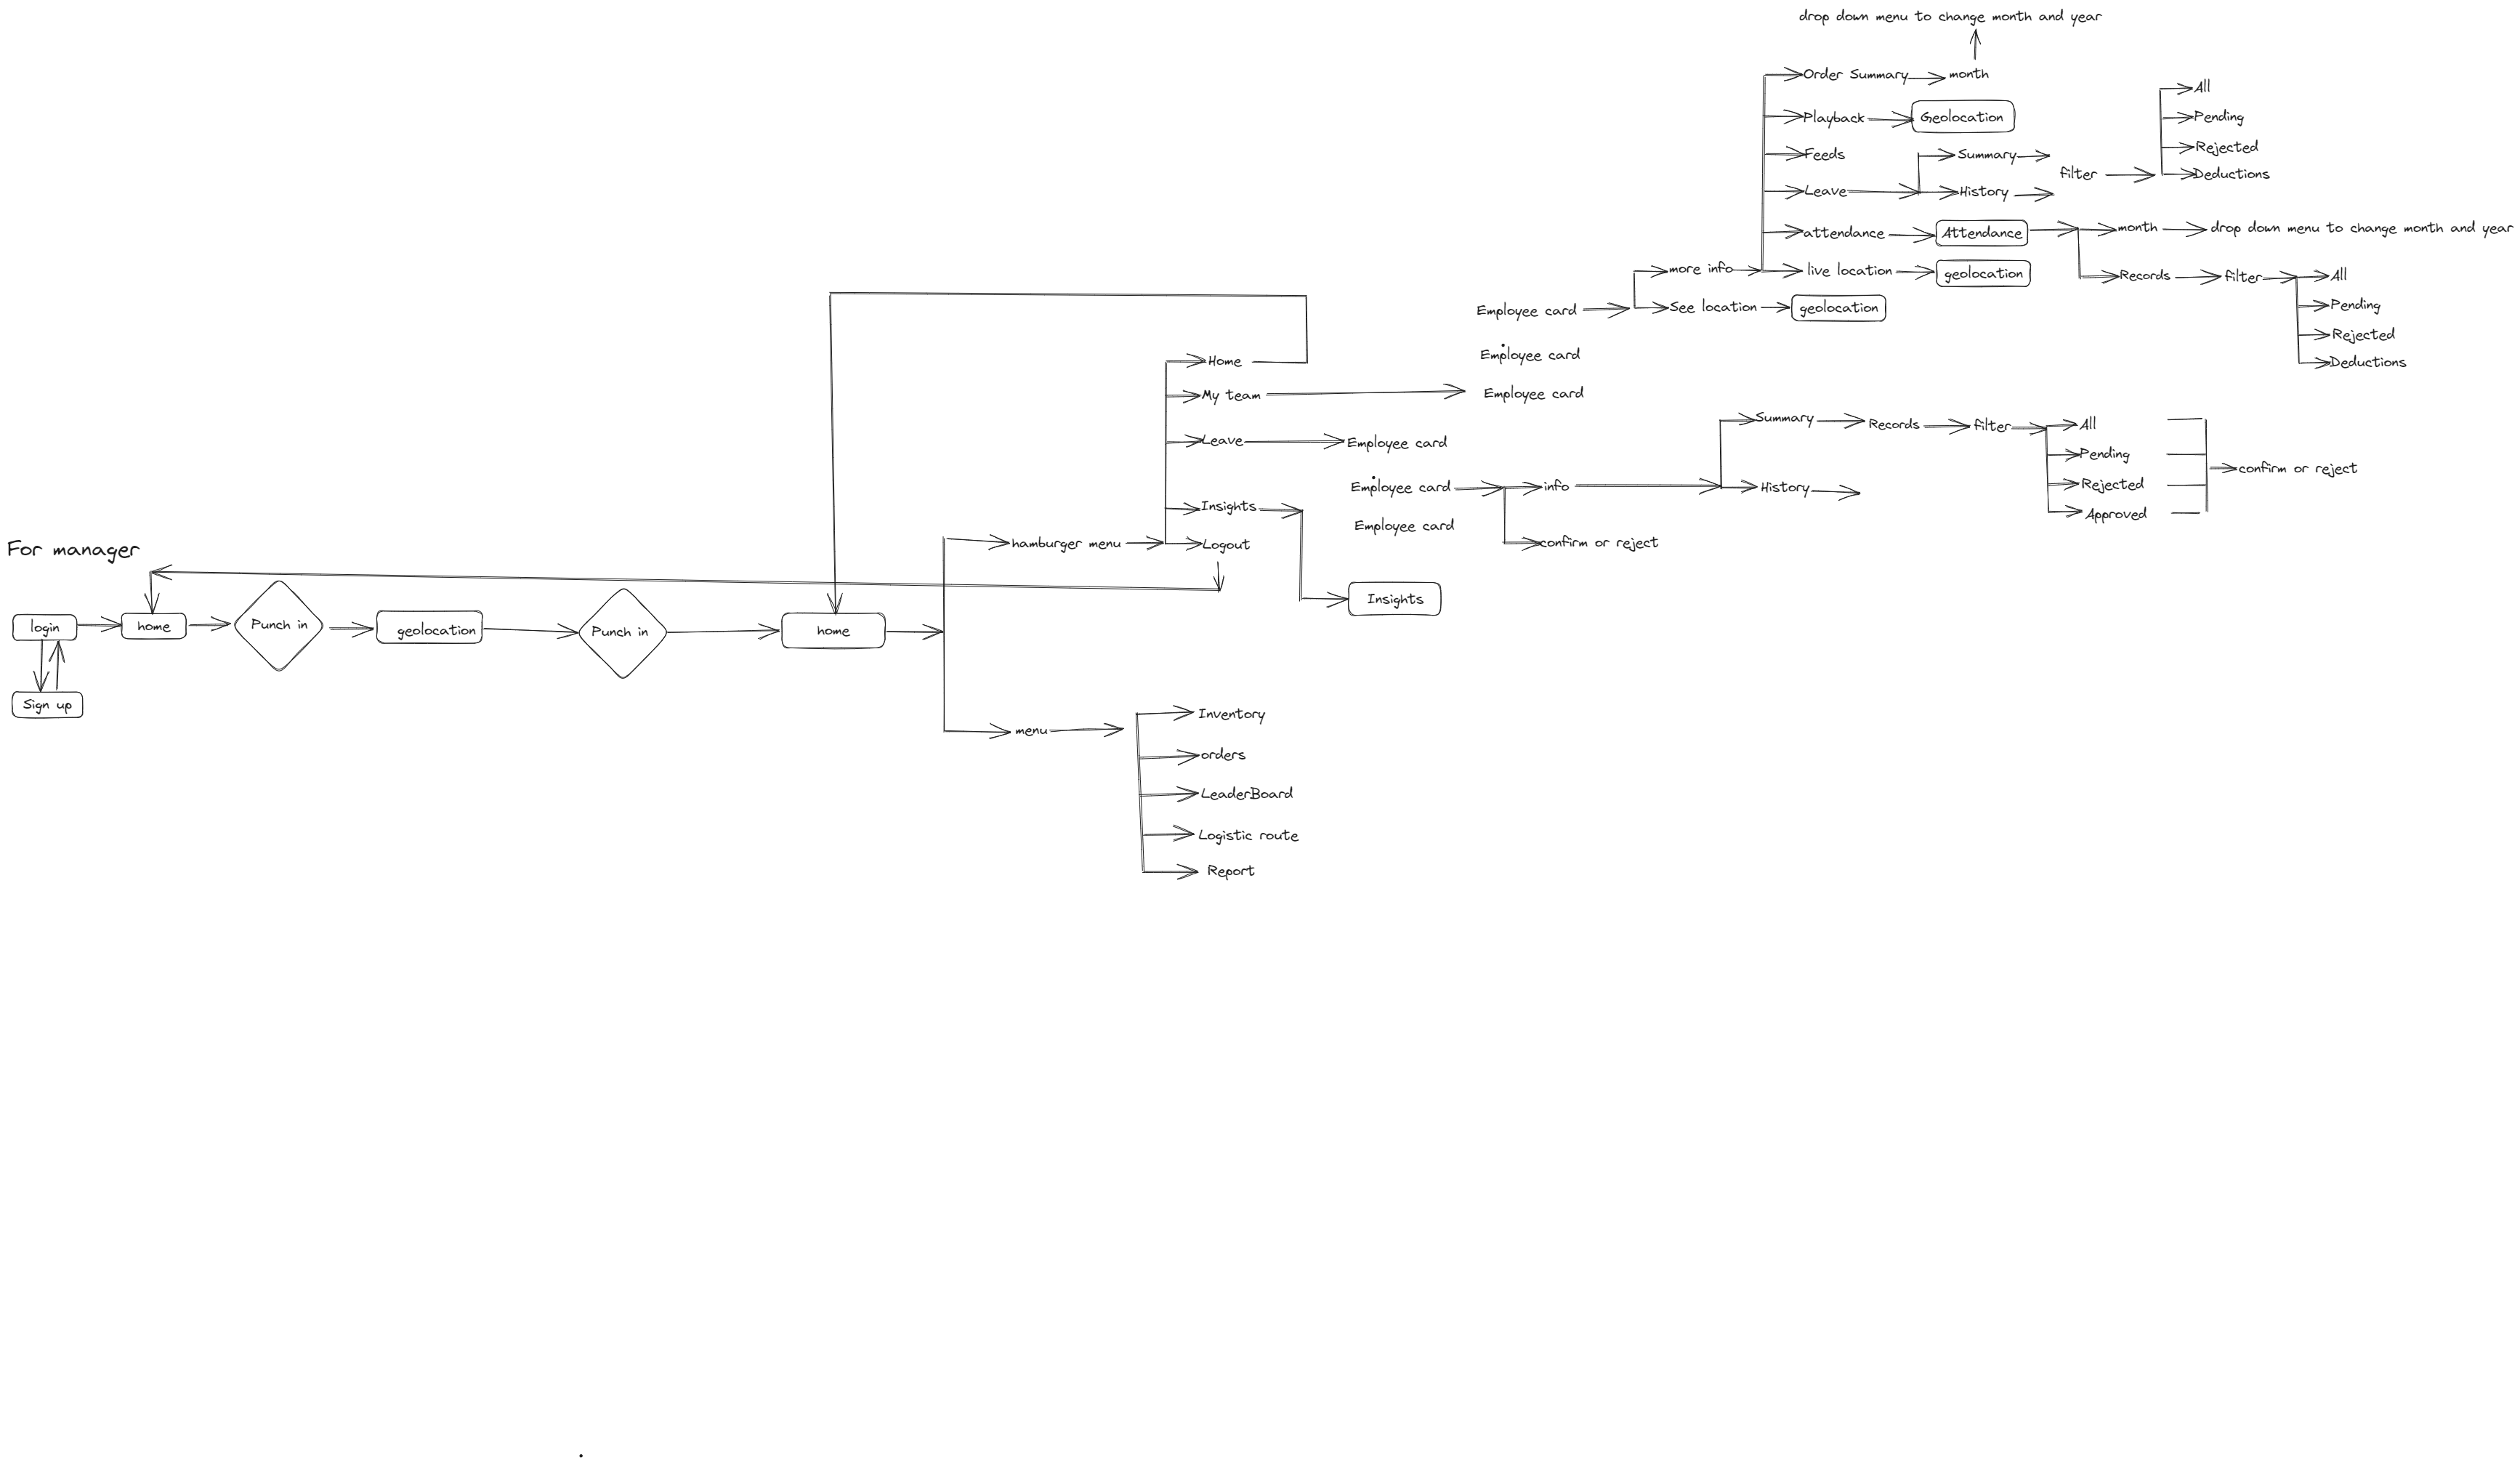 drop down menu to change month and year
Order Summary
month
Playback
Geolocation
Feeds
Leave
Summary
History
filter
All
Pending
Rejected
Deductions
attendance
Attendance
month
drop down menu to change month and year
more info
live location
geolocation
Records
filter
All
Pending
Rejected
Deductions
Employee card
See location
geolocation
Employee card
Employee card
Home
My team
Leave
Employee card
Employee card
Employee card
info
confirm or reject
Summary
Records
filter
All
Pending
Rejected
Approved
confirm or reject
History
Insights
Logout
Insights
hamburger menu
For manager
login
home
Punch in
geolocation
Punch in
home
Sign up
menu
Inventory
orders
LeaderBoard
Logistic route
Report